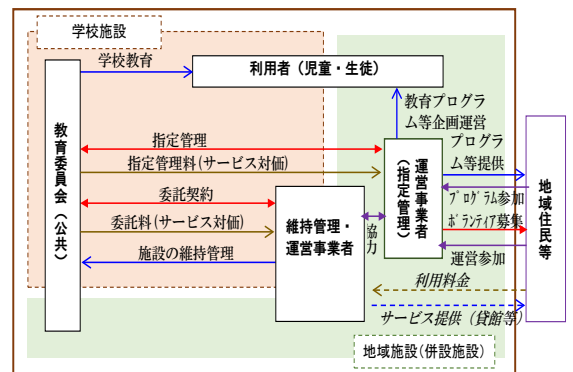 学校施設
学校教育
利用者（児童・生徒）
教育プログラ
ム等企画運営
教育委員会（公共）
指定管理
指定管理料(サービス対価)
委託契約
委託料(サービス対価)
施設の維持管理
維持管理・
運営事業者
協力
運営事業者
（指定管理）
プログラ
ム等提供
プログラム参加
ボランティア募集
運営参加
地域住民等
利用料金
サービス提供（貸館等）
地域施設(併設施設)